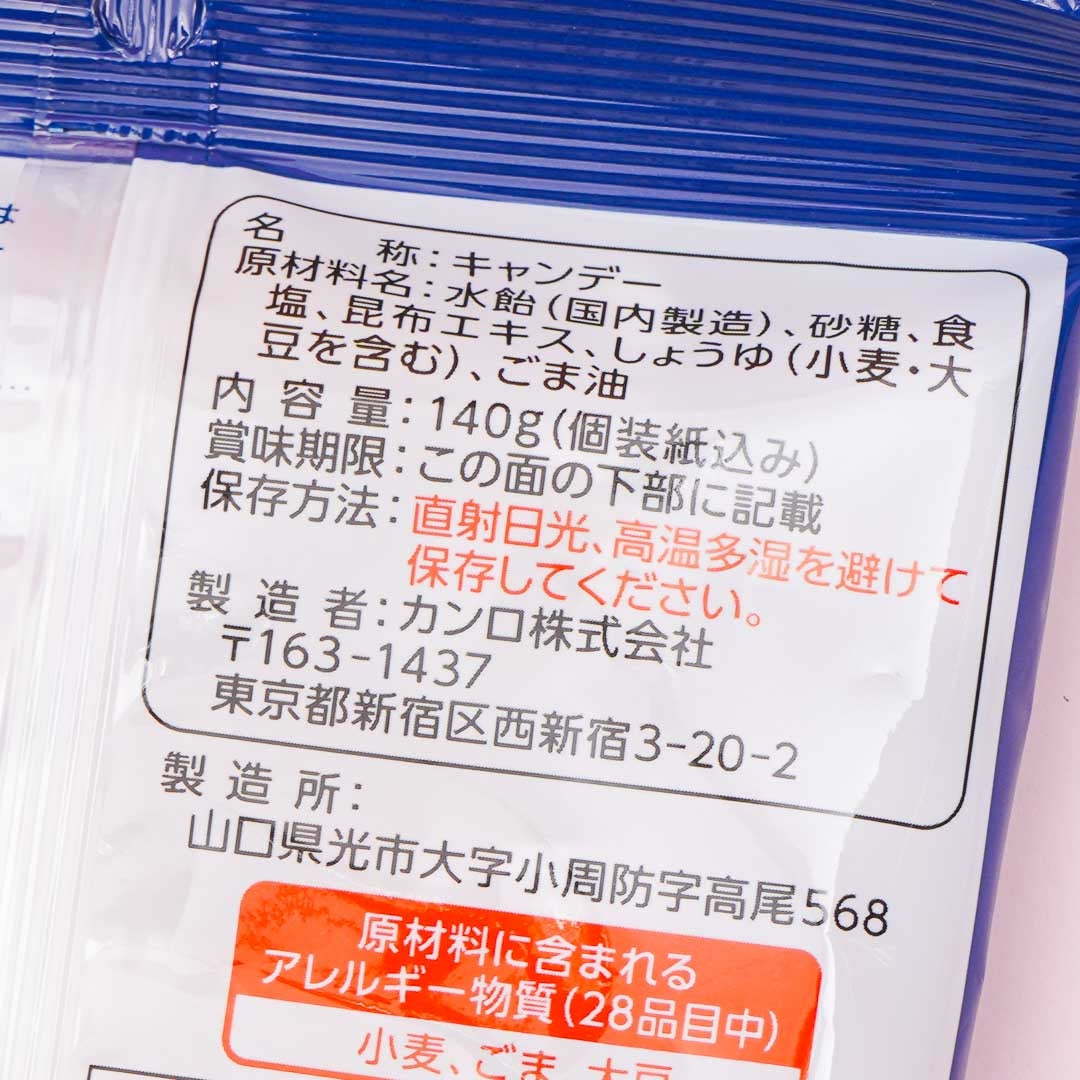 は
名称：キャンデー
原材料名：水飴(国内製造)、砂糖、食
塩、昆布エキス、しょうゆ(小麦・大
豆を含む)、ごま油
内容量：140g(個装紙込み)
賞味期限：この面の下部に記載
保存方法：直射日光、高温多湿を避けて
保存してください。
製造者：カンロ株式会社
〒163-1437
東京都新宿区西新宿3-20-2
製造所：
山口県光市大字小周防字高尾568
原材料に含まれる
アレルギー物質(28品目中)
小麦、ごま、大豆